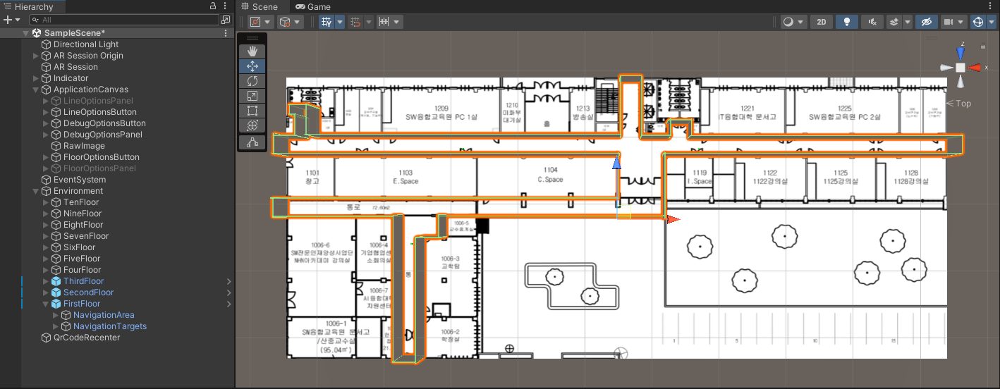 Hierarchy
All
SampleScene*
Directional Light
AR Session Origin
AR Session
Indicator
ApplicationCanvas
LineOptionsPanel
LineOptionsButton
DebugOptionsButton
DebugOptionsPanel
RawImage
FloorOptionsButton
FloorOptionsPanel
EventSystem
Environment
TenFloor
NineFloor
EightFloor
SevenFloor
SixFloor
FiveFloor
FourFloor
ThirdFloor
SecondFloor
FirstFloor
NavigationArea
NavigationTargets
QrCodeRecenter
Scene
Game
2D
z
x
Top
1209
SW융합교육원 PC 1실
1210
미화부
대기실
홀
1213
방송실
1221
IT융합대학 문서고
1225
SW융합교육원 PC 2실
1101
창고
1103
E.Space
1104
C.Space
1119
I.Space
1122
1122강의실
1125
1125강의실
1128
1128강의실
통로
72.60m2
1006-5
1006-6
SW전문인재양성사업단
NHN아카데미 강의실
1006-4
기업협업센
소회의실
1006-3
교학팀
1006-7
AI융합대학
지원센터
1006-1
SW융합교육원 문서고
/산중교수실
(95.04㎡)
1006-2
학장실
1
5
10
15